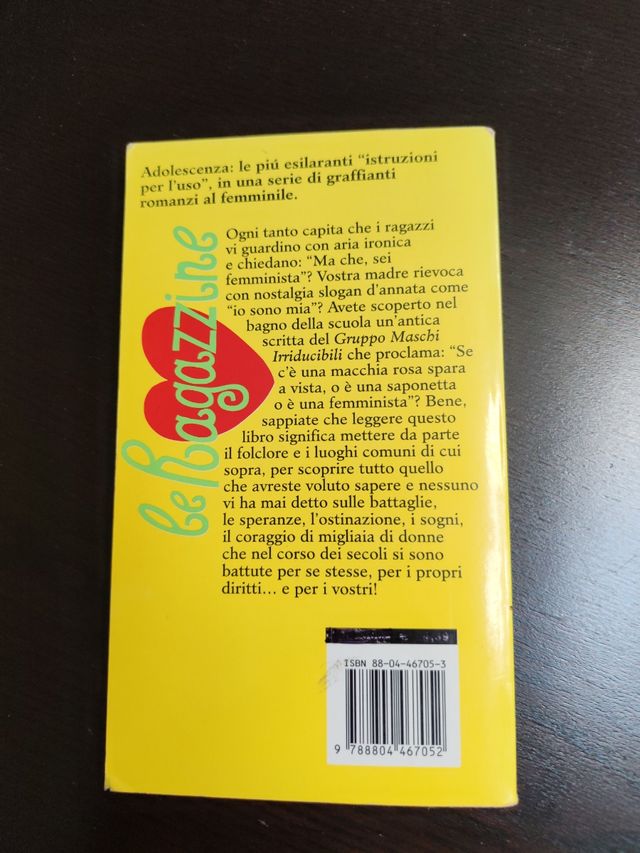 Adolescenza: le piú esilaranti "istruzioni
per l'uso", in una serie di graffianti
romanzi al femminile.
le Ragazzine
Ogni tanto capita che i ragazzi
vi guardino con aria ironica
e chiedano: "Ma che, sei
femminista"? Vostra madre rievoca
con nostalgia slogan d'annata come
"io sono mia"? Avete scoperto nel
bagno della scuola un'antica
scritta del Gruppo Maschi
Irriducibili che proclama: "Se
c'è una macchia rosa spara
a vista, o è una saponetta
o è una femminista"? Bene,
sappiate che leggere questo
libro significa mettere da parte
il folclore e i luoghi comuni di cui
sopra, per scoprire tutto quello
che avreste voluto sapere e nessuno
vi ha mai detto sulle battaglie,
le speranze, l'ostinazione, i sogni,
il coraggio di migliaia di donne
che nel corso dei secoli si sono
battute per se stesse, per i propri
diritti... e per i vostri!
ISBN 88-04-46705-3
9 788804 467052